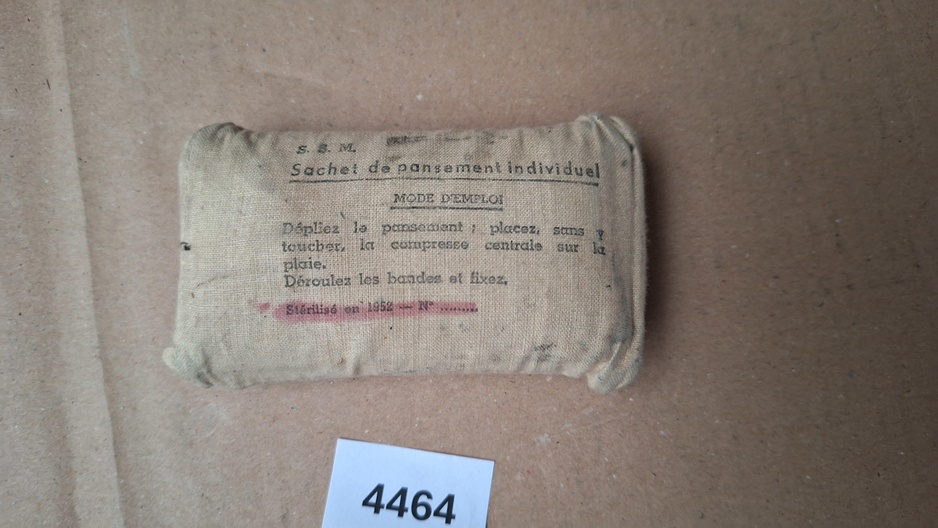 S. S. M.
Sachet de pansement individuel
MODE D'EMPLOI
Dépliez le pansement ; placez, sans y
toucher, la compresse centrale sur la
plaie.
Déroulez les bandes et fixez.
Stérilisé en 1952 — N° .........
4464